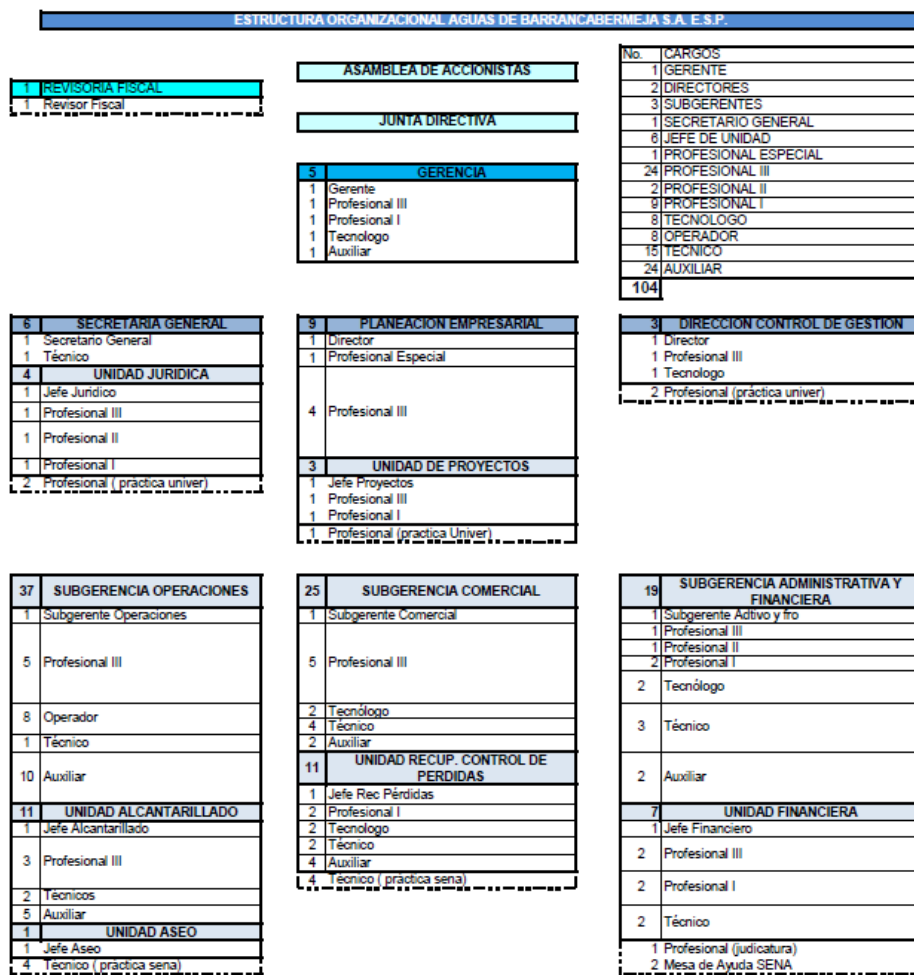 ESTRUCTURA ORGANIZACIONAL AGUAS DE BARRANCABERMEJA S.A. E.S.P.
1 REVISORIA FISCAL
1 Revisor Fiscal
ASAMBLEA DE ACCIONISTAS
JUNTA DIRECTIVA
5 GERENCIA
1 Gerente
1 Profesional III
1 Profesional I
1 Tecnologo
1 Auxiliar
No. CARGOS
1 GERENTE
2 DIRECTORES
3 SUBGERENTES
1 SECRETARIO GENERAL
6 JEFE DE UNIDAD
1 PROFESIONAL ESPECIAL
24 PROFESIONAL III
2 PROFESIONAL II
9 PROFESIONAL I
8 TECNOLOGO
8 OPERADOR
15 TECNICO
24 AUXILIAR
104
6 SECRETARIA GENERAL
1 Secretario General
1 Técnico
4 UNIDAD JURIDICA
1 Jefe Juridico
1 Profesional III
1 Profesional II
1 Profesional I
2 Profesional ( práctica univer)
9 PLANEACION EMPRESARIAL
1 Director
1 Profesional Especial
4 Profesional III
3 UNIDAD DE PROYECTOS
1 Jefe Proyectos
1 Profesional III
1 Profesional I
1 Profesional (practica Univer)
3 DIRECCION CONTROL DE GESTION
1 Director
1 Profesional III
1 Tecnologo
2 Profesional (práctica univer)
37 SUBGERENCIA OPERACIONES
1 Subgerente Operaciones
5 Profesional III
8 Operador
1 Técnico
10 Auxiliar
11 UNIDAD ALCANTARILLADO
1 Jefe Alcantarillado
3 Profesional III
2 Técnicos
5 Auxiliar
1 UNIDAD ASEO
1 Jefe Aseo
4 Tecnico ( práctica sena)
25 SUBGERENCIA COMERCIAL
1 Subgerente Comercial
5 Profesional III
2 Tecnólogo
4 Técnico
2 Auxiliar
11 UNIDAD RECUP. CONTROL DE
PERDIDAS
1 Jefe Rec Pérdidas
2 Profesional I
2 Tecnologo
2 Técnico
4 Auxiliar
4 Técnico ( práctica sena)
19 SUBGERENCIA ADMINISTRATIVA Y
FINANCIERA
1 Subgerente Adtivo y fro
1 Profesional III
1 Profesional II
2 Profesional I
2 Tecnólogo
3 Técnico
2 Auxiliar
7 UNIDAD FINANCIERA
1 Jefe Financiero
2 Profesional III
2 Profesional I
2 Técnico
1 Profesional (judicatura)
2 Mesa de Ayuda SENA